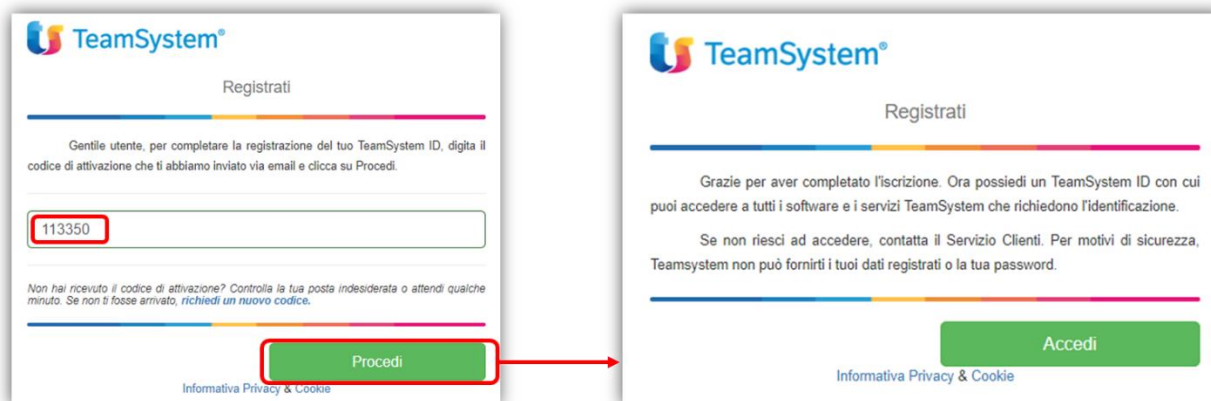 TeamSystem®
Registrati
Gentile utente, per completare la registrazione del tuo TeamSystem ID, digita il
codice di attivazione che ti abbiamo inviato via email e clicca su Procedi.
113350
Non hai ricevuto il codice di attivazione? Controlla la tua posta indesiderata o attendi qualche
minuto. Se non ti fosse arrivato, richiedi un nuovo codice.
Procedi
Informativa Privacy & Cookie
TeamSystem®
Registrati
Grazie per aver completato l'iscrizione. Ora possiedi un TeamSystem ID con cui
puoi accedere a tutti i software e i servizi TeamSystem che richiedono l'identificazione.
Se non riesci ad accedere, contatta il Servizio Clienti. Per motivi di sicurezza,
Teamsystem non può fornirti i tuoi dati registrati o la tua password.
Accedi
Informativa Privacy & Cookie